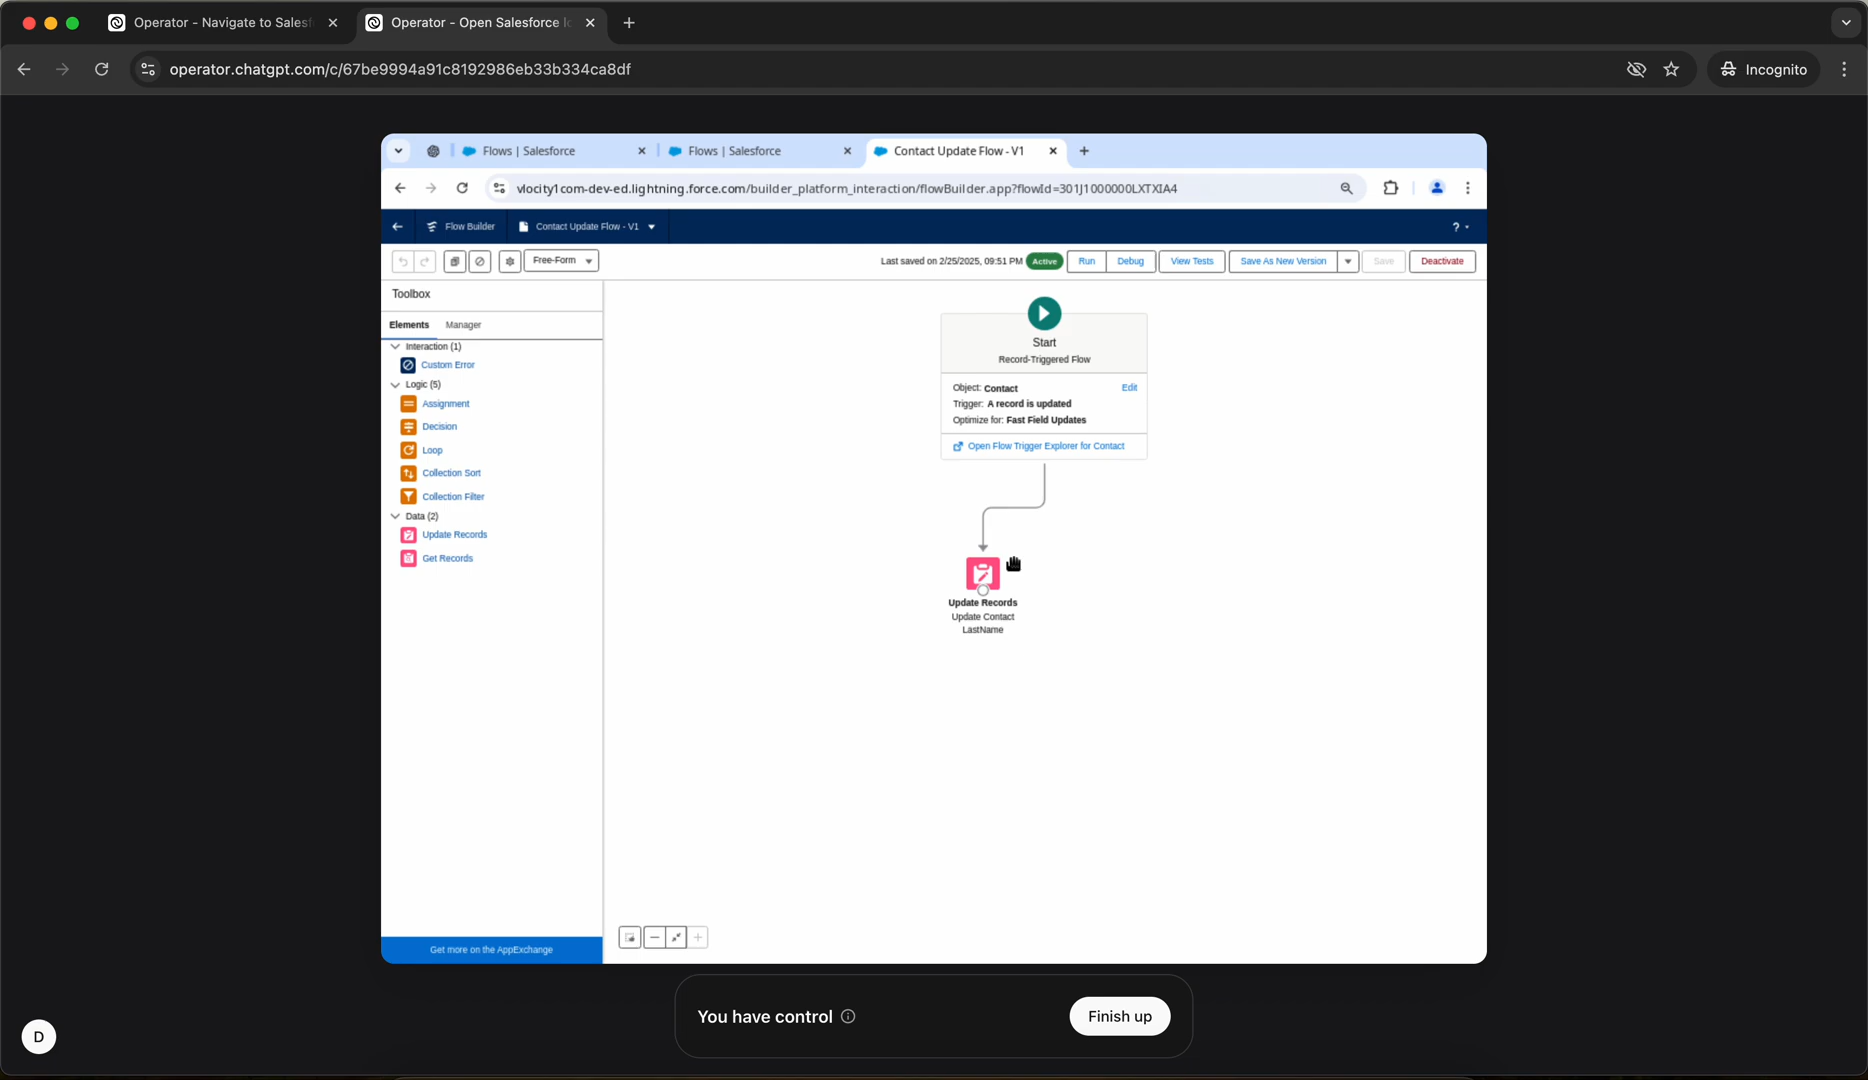 Operator - Navigate to Salesf
Operator - Open Salesforce lo
operator.chatgpt.com/c/67be9994a91c8192986eb33b334ca8df
Incognito
Flows | Salesforce
Flows | Salesforce
Contact Update Flow - V1
vlocity1com-dev-ed.lightning.force.com/builder_platform_interaction/flowBuilder.app?flowId=301J1000000LXTXIA4
Flow Builder
Contact Update Flow - V1
?
Free-Form
Last saved on 2/25/2025, 09:51 PM
Active
Run
Debug
View Tests
Save As New Version
Save
Deactivate
Toolbox
Elements
Manager
Interaction (1)
Custom Error
Logic (5)
Assignment
Decision
Loop
Collection Sort
Collection Filter
Data (2)
Update Records
Get Records
Get more on the AppExchange
Start
Record-Triggered Flow
Object: Contact
Edit
Trigger: A record is updated
Optimize for: Fast Field Updates
Open Flow Trigger Explorer for Contact
Update Records
Update Contact
LastName
You have control
Finish up
D